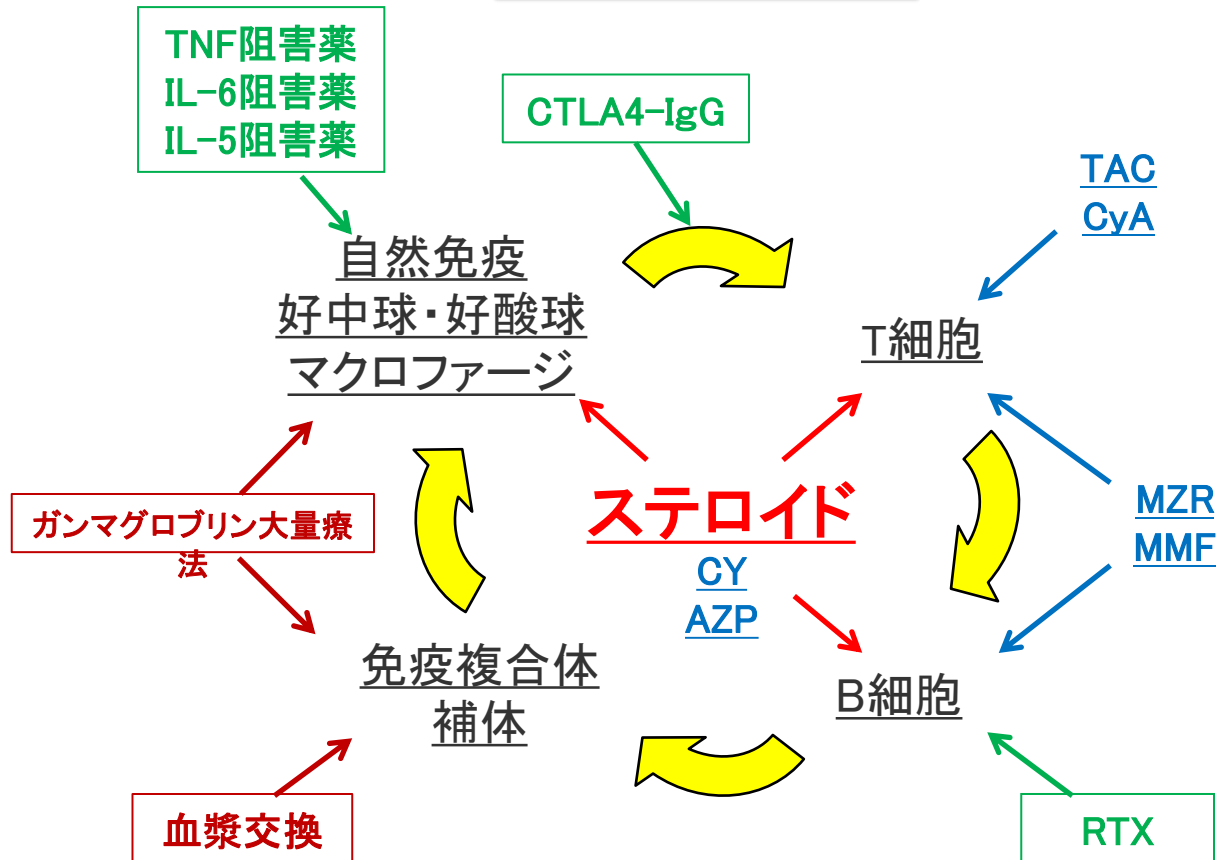 TNF阻害薬
IL-6阻害薬
IL-5阻害薬
CTLA4-IgG
TAC
CyA
自然免疫
好中球・好酸球
マクロファージ
T細胞
ガンマグロブリン大量療
法
ステロイド
CY
AZP
MZR
MMF
免疫複合体
補体
B細胞
血漿交換
RTX